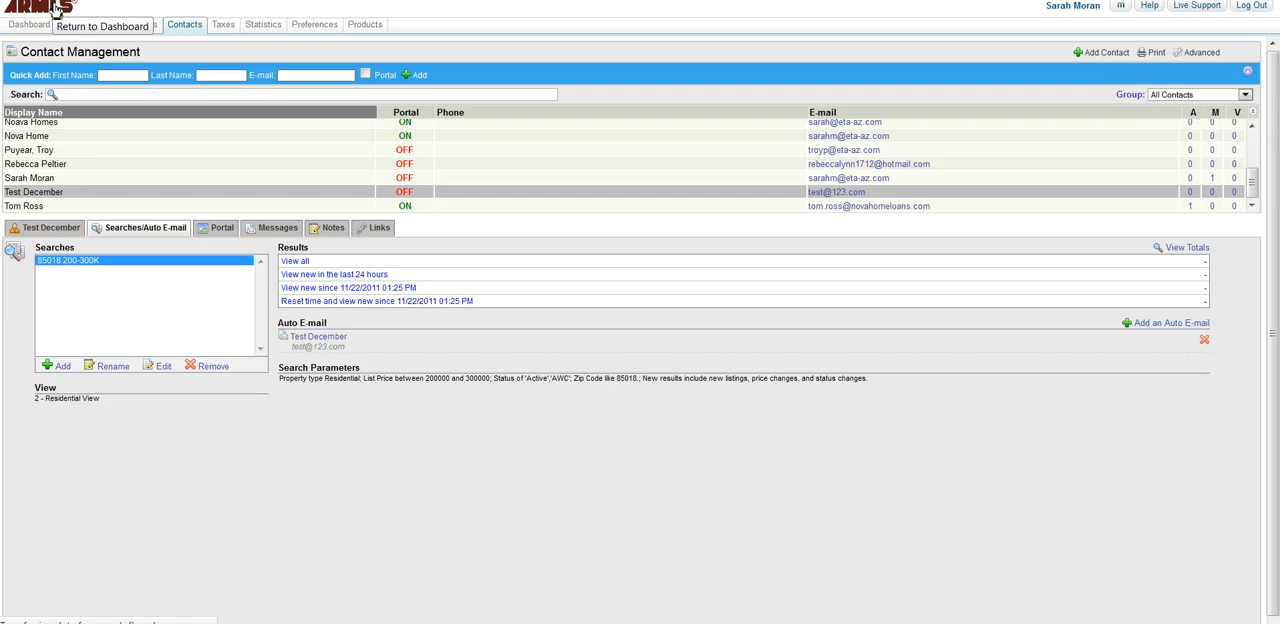 ARMLS
Sarah Moran Help Live Support Log Out
Dashboard s Contacts Taxes Statistics Preferences Products
Return to Dashboard
Contact Management
Add Contact Print Advanced
Quick Add: First Name: Last Name: E-mail: Portal Add
Search: Group: All Contacts
Display Name Portal Phone E-mail A M V
Noava Homes ON sarah@eta-az.com 0 0 0
Nova Home ON sarahm@eta-az.com 0 0 0
Puyear, Troy OFF troyp@eta-az.com 0 0 0
Rebecca Peltier OFF rebeccalynn1712@hotmail.com 0 0 0
Sarah Moran OFF sarahm@eta-az.com 0 1 0
Test December OFF test@123.com 0 0 0
Tom Ross ON tom.ross@novahomeloans.com 1 0 0
Test December Searches/Auto E-mail Portal Messages Notes Links
Searches
85018 200-300K
Add Rename Edit Remove
View
2 - Residential View
Results View Totals
View all -
View new in the last 24 hours -
View new since 11/22/2011 01:25 PM -
Reset time and view new since 11/22/2011 01:25 PM -
Auto E-mail Add an Auto E-mail
Test December
test@123.com
Search Parameters
Property type Residential; List Price between 200000 and 300000; Status of 'Active','AWC'; Zip Code like 85018,; New results include new listings, price changes, and status changes.